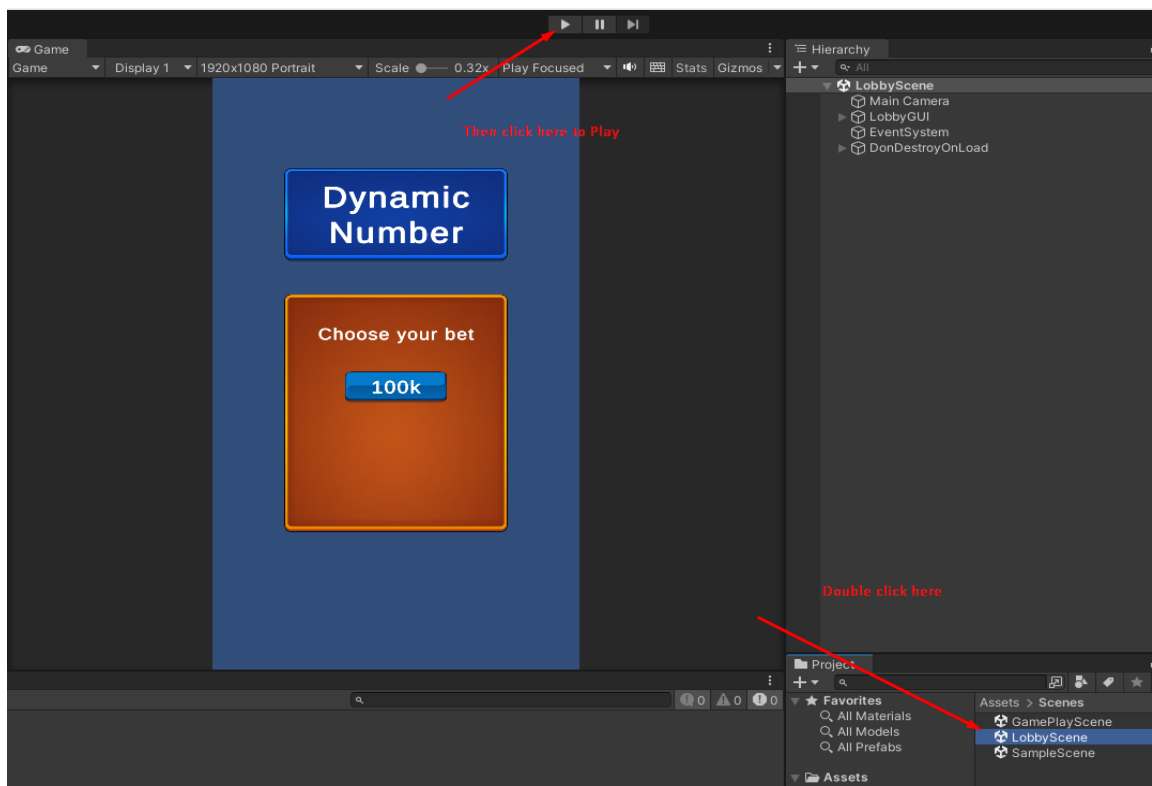 Game
Hierarchy
Game Display 1 1920x1080 Portrait Scale 0.32x Play Focused Stats Gizmos
All
LobbyScene
Main Camera
LobbyGUI
EventSystem
DonDestroyOnLoad
Then click here to Play
Dynamic
Number
Choose your bet
100k
Double click here
Project
0 0 0
Favorites
All Materials
All Models
All Prefabs
Assets
Assets > Scenes
GamePlayScene
LobbyScene
SampleScene